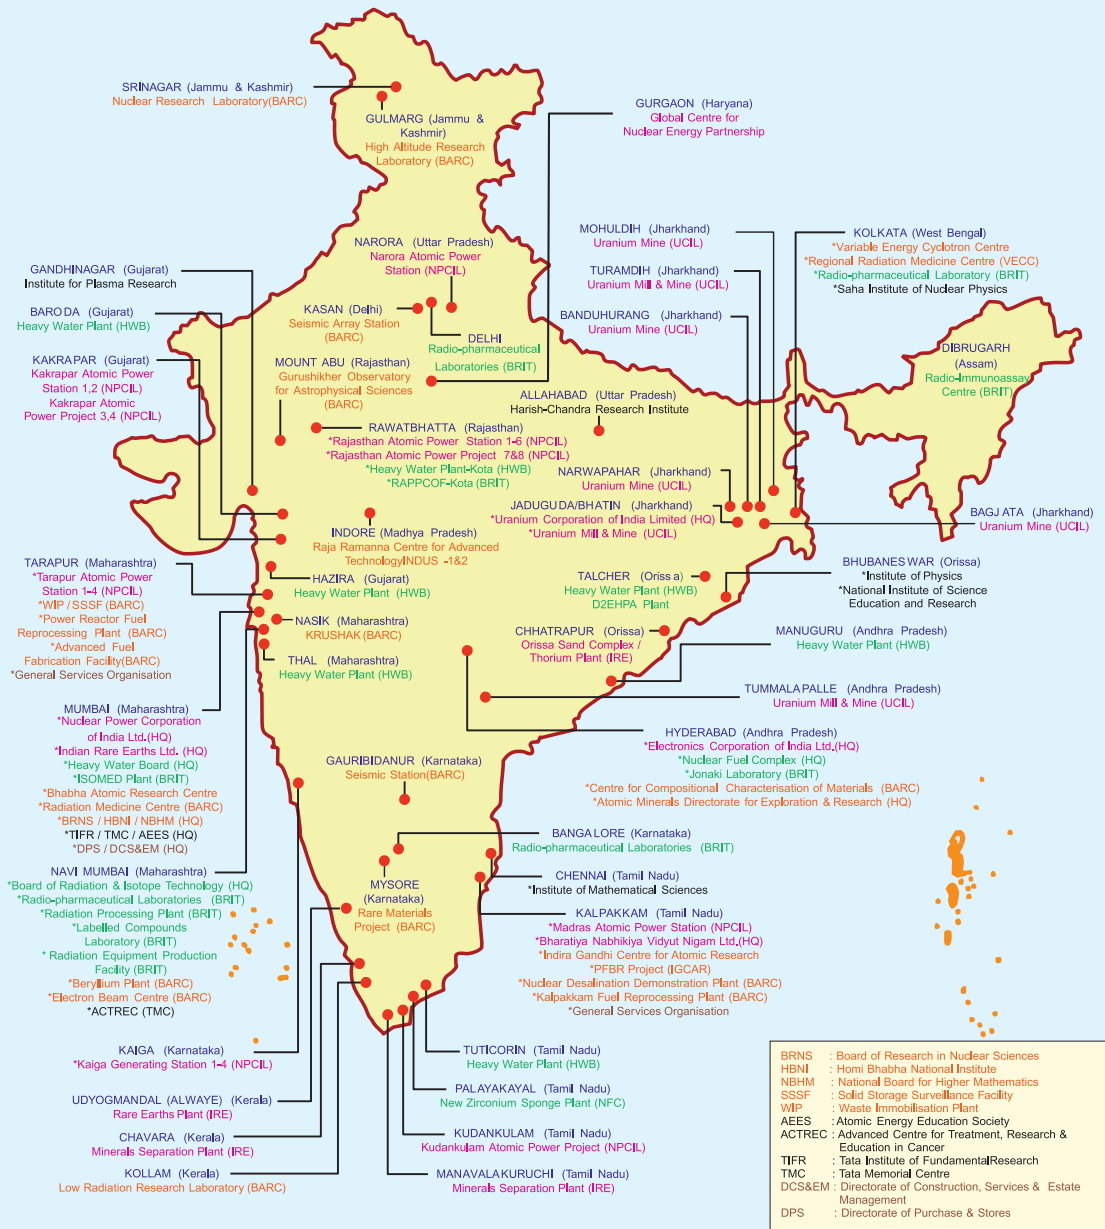 SRINAGAR (Jammu & Kashmir)
Nuclear Research Laboratory(BARC)
GULMARG (Jammu &
Kashmir)
High Altitude Research
Laboratory (BARC)
GURGAON (Haryana)
Global Centre for
Nuclear Energy Partnership
NARORA (Uttar Pradesh)
Narora Atomic Power
Station (NPCIL)
MOHULDIH (Jharkhand)
Uranium Mine (UCIL)
TURAMDIH (Jharkhand)
Uranium Mill & Mine (UCIL)
BANDUHURANG (Jharkhand)
Uranium Mine (UCIL)
KOLKATA (West Bengal)
*Variable Energy Cyclotron Centre
*Regional Radiation Medicine Centre (VECC)
*Radio-pharmaceutical Laboratory (BRIT)
*Saha Institute of Nuclear Physics
GANDHINAGAR (Gujarat)
Institute for Plasma Research
BARODA (Gujarat)
Heavy Water Plant (HWB)
KAKRAPAR (Gujarat)
Kakrapar Atomic Power
Station 1,2 (NPCIL)
Kakrapar Atomic
Power Project 3,4 (NPCIL)
KASAN (Delhi)
Seismic Array Station
(BARC)
DELHI
Radio-pharmaceutical
Laboratories (BRIT)
MOUNT ABU (Rajasthan)
Gurushikher Observatory
for Astrophysical Sciences
(BARC)
DIBRUGARH
(Assam)
Radio-Immunoassay
Centre (BRIT)
ALLAHABAD (Uttar Pradesh)
Harish-Chandra Research Institute
RAWATBHATTA (Rajasthan)
*Rajasthan Atomic Power Station 1-6 (NPCIL)
*Rajasthan Atomic Power Project 7&8 (NPCIL)
*Heavy Water Plant-Kota (HWB)
*RAPPCOF-Kota (BRIT)
NARWAPAHAR (Jharkhand)
Uranium Mine (UCIL)
JADUGUDA/BHATIN (Jharkhand)
*Uranium Corporation of India Limited (HQ)
*Uranium Mill & Mine (UCIL)
BAGJATA (Jharkhand)
Uranium Mine (UCIL)
INDORE (Madhya Pradesh)
Raja Ramanna Centre for Advanced
TechnologyINDUS -1&2
TARAPUR (Maharashtra)
*Tarapur Atomic Power
Station 1-4 (NPCIL)
*WIP / SSSF (BARC)
*Power Reactor Fuel
Reprocessing Plant (BARC)
*Advanced Fuel
Fabrication Facility(BARC)
*General Services Organisation
HAZIRA (Gujarat)
Heavy Water Plant (HWB)
NASIK (Maharashtra)
KRUSHAK (BARC)
THAL (Maharashtra)
Heavy Water Plant (HWB)
TALCHER (Orissa)
Heavy Water Plant (HWB)
D2EHPA Plant
BHUBANESWAR (Orissa)
*Institute of Physics
*National Institute of Science
Education and Research
CHHATRAPUR (Orissa)
Orissa Sand Complex /
Thorium Plant (IRE)
MANUGURU (Andhra Pradesh)
Heavy Water Plant (HWB)
TUMMALAPALLE (Andhra Pradesh)
Uranium Mill & Mine (UCIL)
MUMBAI (Maharashtra)
*Nuclear Power Corporation
of India Ltd.(HQ)
*Indian Rare Earths Ltd. (HQ)
*Heavy Water Board (HQ)
*ISOMED Plant (BRIT)
*Bhabha Atomic Research Centre
*Radiation Medicine Centre (BARC)
*BRNS / HBNI / NBHM (HQ)
*TIFR / TMC / AEES (HQ)
*DPS / DCS&EM (HQ)
HYDERABAD (Andhra Pradesh)
*Electronics Corporation of India Ltd.(HQ)
*Nuclear Fuel Complex (HQ)
*Jonaki Laboratory (BRIT)
*Centre for Compositional Characterisation of Materials (BARC)
*Atomic Minerals Directorate for Exploration & Research (HQ)
GAURIBIDANUR (Karnataka)
Seismic Station(BARC)
BANGALORE (Karnataka)
Radio-pharmaceutical Laboratories (BRIT)
NAVI MUMBAI (Maharashtra)
*Board of Radiation & Isotope Technology (HQ)
*Radio-pharmaceutical Laboratories (BRIT)
*Radiation Processing Plant (BRIT)
*Labelled Compounds
Laboratory (BRIT)
* Radiation Equipment Production
Facility (BRIT)
*Beryllium Plant (BARC)
*Electron Beam Centre (BARC)
*ACTREC (TMC)
MYSORE
(Karnataka)
Rare Materials
Project (BARC)
CHENNAI (Tamil Nadu)
*Institute of Mathematical Sciences
KALPAKKAM (Tamil Nadu)
*Madras Atomic Power Station (NPCIL)
*Bharatiya Nabhikiya Vidyut Nigam Ltd.(HQ)
*Indira Gandhi Centre for Atomic Research
*PFBR Project (IGCAR)
*Nuclear Desalination Demonstration Plant (BARC)
*Kalpakkam Fuel Reprocessing Plant (BARC)
*General Services Organisation
KAIGA (Karnataka)
*Kaiga Generating Station 1-4 (NPCIL)
UDYOGMANDAL (ALWAYE) (Kerala)
Rare Earths Plant (IRE)
CHAVARA (Kerala)
Minerals Separation Plant (IRE)
KOLLAM (Kerala)
Low Radiation Research Laboratory (BARC)
TUTICORIN (Tamil Nadu)
Heavy Water Plant (HWB)
PALAYAKAYAL (Tamil Nadu)
New Zirconium Sponge Plant (NFC)
KUDANKULAM (Tamil Nadu)
Kudankulam Atomic Power Project (NPCIL)
MANAVALAKURUCHI (Tamil Nadu)
Minerals Separation Plant (IRE)
BRNS : Board of Research in Nuclear Sciences
HBNI : Homi Bhabha National Institute
NBHM : National Board for Higher Mathematics
SSSF : Solid Storage Surveillance Facility
WIP : Waste Immobilisation Plant
AEES : Atomic Energy Education Society
ACTREC : Advanced Centre for Treatment, Research &
Education in Cancer
TIFR : Tata Institute of FundamentalResearch
TMC : Tata Memorial Centre
DCS&EM : Directorate of Construction, Services & Estate
Management
DPS : Directorate of Purchase & Stores